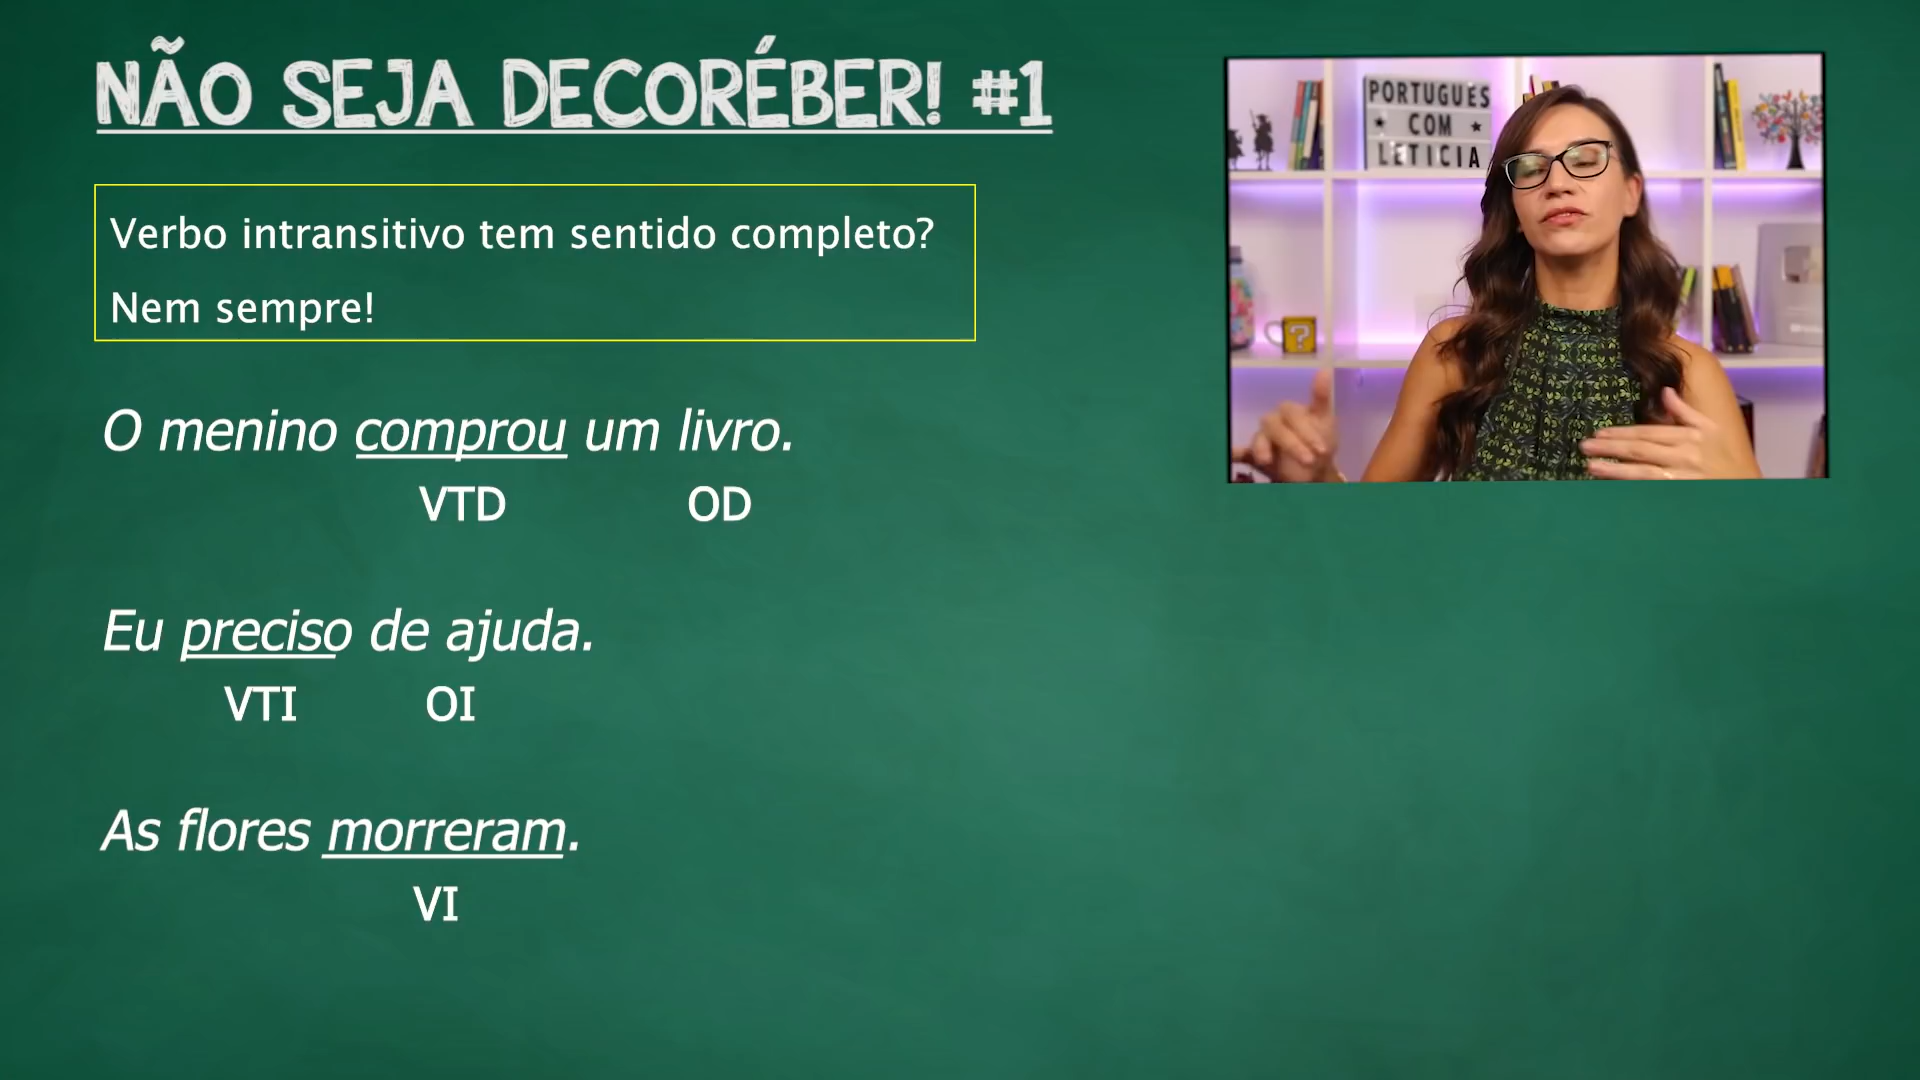 NÃO SEJA DECORÉBER! #1
Verbo intransitivo tem sentido completo?
Nem sempre!
O menino comprou um livro.
VTD OD
Eu preciso de ajuda.
VTI OI
As flores morreram.
VI
PORTUGUES
COM
LETICIA
?